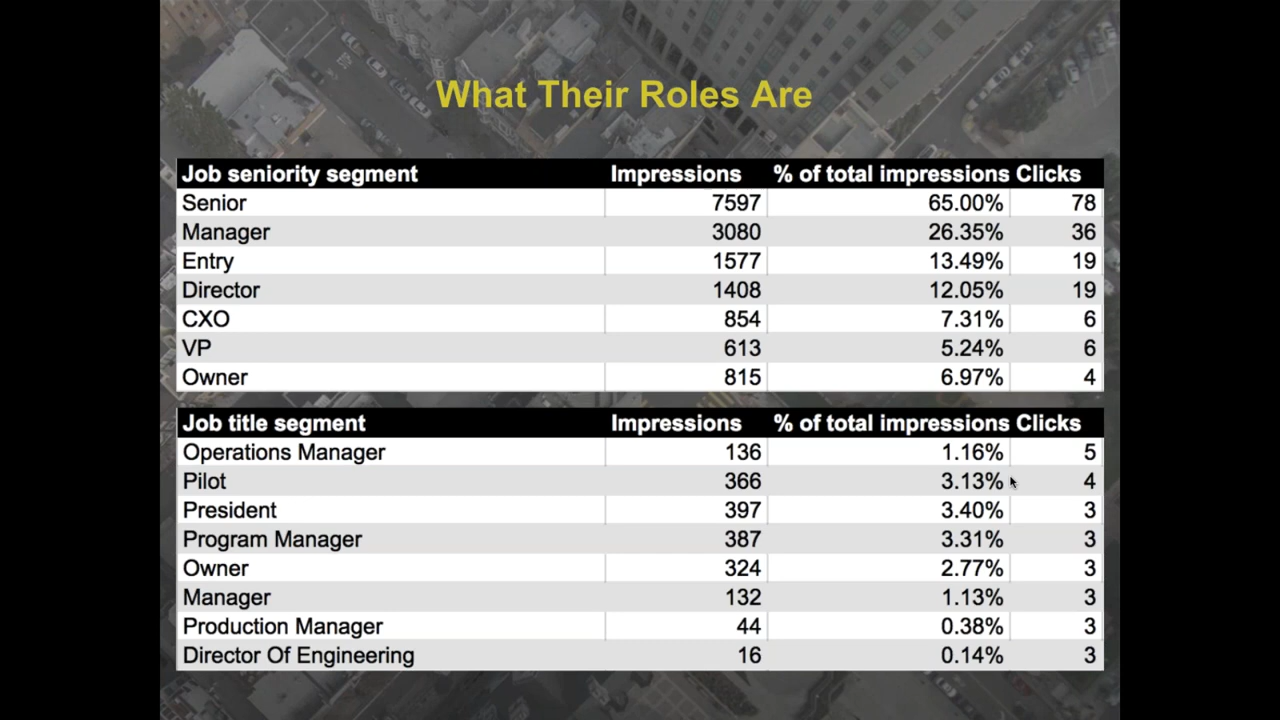 What Their Roles Are
Job seniority segment Impressions % of total impressions Clicks
Senior 7597 65.00% 78
Manager 3080 26.35% 36
Entry 1577 13.49% 19
Director 1408 12.05% 19
CXO 854 7.31% 6
VP 613 5.24% 6
Owner 815 6.97% 4
Job title segment Impressions % of total impressions Clicks
Operations Manager 136 1.16% 5
Pilot 366 3.13% 4
President 397 3.40% 3
Program Manager 387 3.31% 3
Owner 324 2.77% 3
Manager 132 1.13% 3
Production Manager 44 0.38% 3
Director Of Engineering 16 0.14% 3